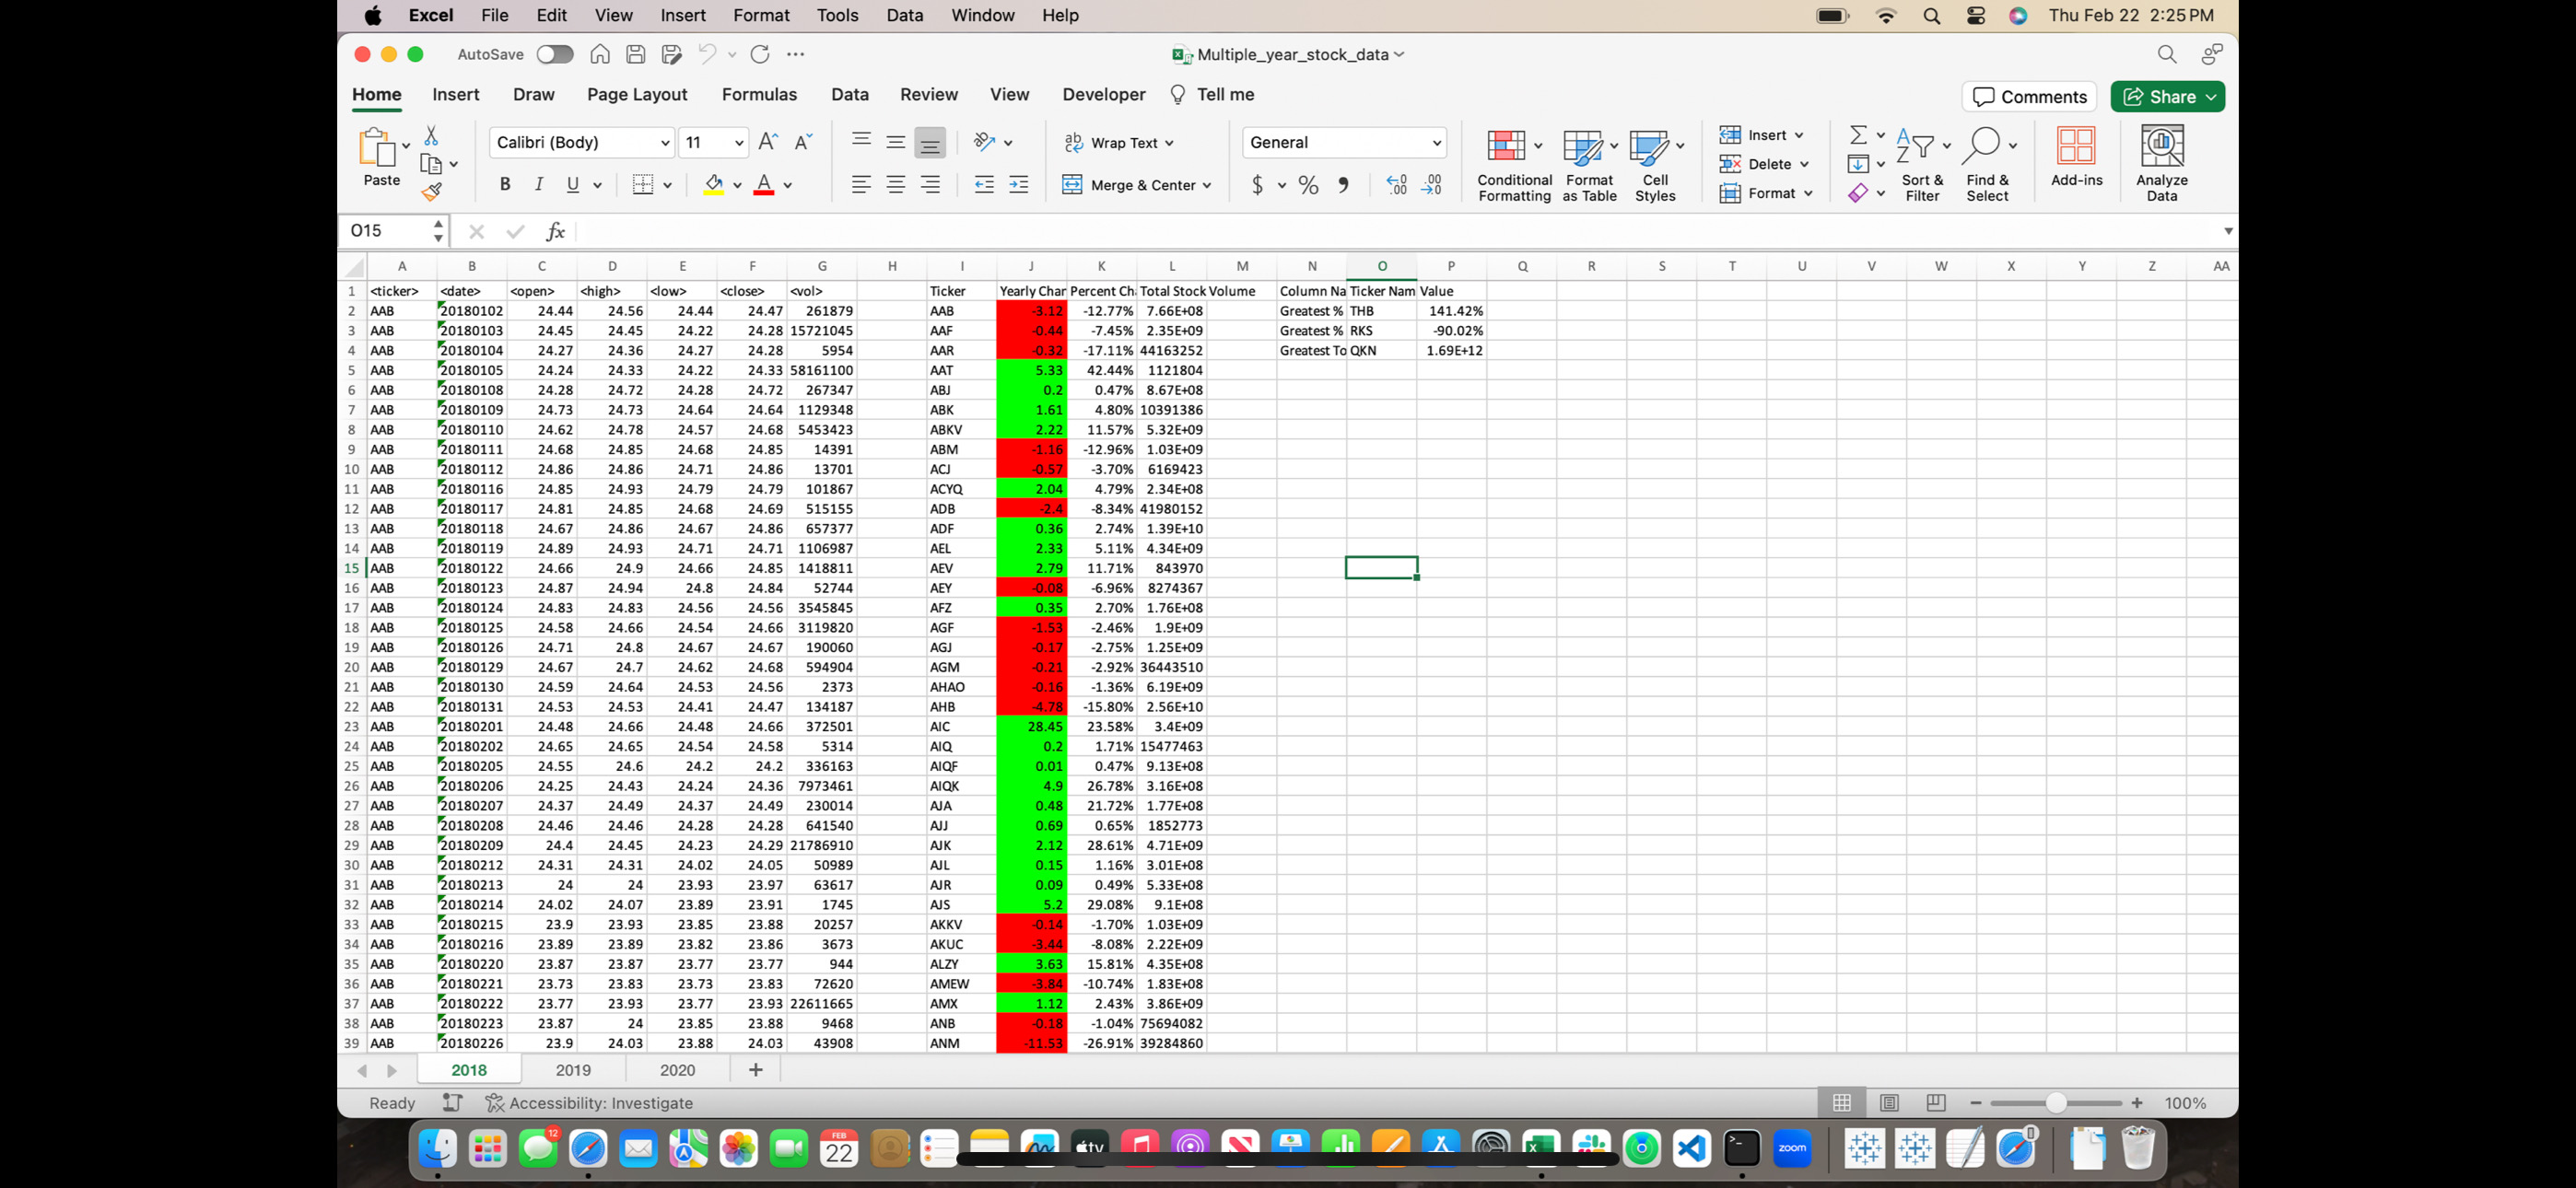 Excel File Edit View Insert Format Tools Data Window Help Thu Feb 22 2:25 PM
AutoSave Multiple_year_stock_data
Home Insert Draw Page Layout Formulas Data Review View Developer Tell me Comments Share
Paste Calibri (Body) 11 Wrap Text General Conditional Formatting Format as Table Cell Styles Insert Delete Format Sort & Filter Find & Select Add-ins Analyze Data
B I U A Merge & Center $ %
O15 fx
A B C D E F G H I J K L M N O P Q R S T U V W X Y Z AA
1 <ticker> <date> <open> <high> <low> <close> <vol> Ticker Yearly Char Percent Ch Total Stock Volume Column Na Ticker Nam Value
2 AAB 20180102 24.44 24.56 24.44 24.47 261879 AAB -3.12 -12.77% 7.66E+08 Greatest % THB 141.42%
3 AAB 20180103 24.45 24.45 24.22 24.28 15721045 AAF -0.44 -7.45% 2.35E+09 Greatest % RKS -90.02%
4 AAB 20180104 24.27 24.36 24.27 24.28 5954 AAR -0.32 -17.11% 44163252 Greatest To QKN 1.69E+12
5 AAB 20180105 24.24 24.33 24.22 24.33 58161100 AAT 5.33 42.44% 1121804
6 AAB 20180108 24.28 24.72 24.28 24.72 267347 ABJ 0.2 0.47% 8.67E+08
7 AAB 20180109 24.73 24.73 24.64 24.64 1129348 ABK 1.61 4.80% 10391386
8 AAB 20180110 24.62 24.78 24.57 24.68 5453423 ABKV 2.22 11.57% 5.32E+09
9 AAB 20180111 24.68 24.85 24.68 24.85 14391 ABM -1.16 -12.96% 1.03E+09
10 AAB 20180112 24.86 24.86 24.71 24.86 13701 ACJ -0.57 -3.70% 6169423
11 AAB 20180116 24.85 24.93 24.79 24.79 101867 ACYQ 2.04 4.79% 2.34E+08
12 AAB 20180117 24.81 24.85 24.68 24.69 515155 ADB -2.4 -8.34% 41980152
13 AAB 20180118 24.67 24.86 24.67 24.86 657377 ADF 0.36 2.74% 1.39E+10
14 AAB 20180119 24.89 24.93 24.71 24.71 1106987 AEL 2.33 5.11% 4.34E+09
15 AAB 20180122 24.66 24.9 24.66 24.85 1418811 AEV 2.79 11.71% 843970
16 AAB 20180123 24.87 24.94 24.8 24.84 52744 AEY -0.08 -6.96% 8274367
17 AAB 20180124 24.83 24.83 24.56 24.56 3545845 AFZ 0.35 2.70% 1.76E+08
18 AAB 20180125 24.58 24.66 24.54 24.66 3119820 AGF -1.53 -2.46% 1.9E+09
19 AAB 20180126 24.71 24.8 24.67 24.67 190060 AGJ -0.17 -2.75% 1.25E+09
20 AAB 20180129 24.67 24.7 24.62 24.68 594904 AGM -0.21 -2.92% 36443510
21 AAB 20180130 24.59 24.64 24.53 24.56 2373 AHAO -0.16 -1.36% 6.19E+09
22 AAB 20180131 24.53 24.53 24.41 24.47 134187 AHB -4.78 -15.80% 2.56E+10
23 AAB 20180201 24.48 24.66 24.48 24.66 372501 AIC 28.45 23.58% 3.4E+09
24 AAB 20180202 24.65 24.65 24.54 24.58 5314 AIQ 0.2 1.71% 15477463
25 AAB 20180205 24.55 24.6 24.2 24.2 336163 AIQF 0.01 0.47% 9.13E+08
26 AAB 20180206 24.25 24.43 24.24 24.36 7973461 AIQK 4.9 26.78% 3.16E+08
27 AAB 20180207 24.37 24.49 24.37 24.49 230014 AJA 0.48 21.72% 1.77E+08
28 AAB 20180208 24.46 24.46 24.28 24.28 641540 AJJ 0.69 0.65% 1852773
29 AAB 20180209 24.4 24.45 24.23 24.29 21786910 AJK 2.12 28.61% 4.71E+09
30 AAB 20180212 24.31 24.31 24.02 24.05 50989 AJL 0.15 1.16% 3.01E+08
31 AAB 20180213 24 24 23.93 23.97 63617 AJR 0.09 0.49% 5.33E+08
32 AAB 20180214 24.02 24.07 23.89 23.91 1745 AJS 5.2 29.08% 9.1E+08
33 AAB 20180215 23.9 23.93 23.85 23.88 20257 AKKV -0.14 -1.70% 1.03E+09
34 AAB 20180216 23.89 23.89 23.82 23.86 3673 AKUC -3.44 -8.08% 2.22E+09
35 AAB 20180220 23.87 23.87 23.77 23.77 944 ALZY 3.63 15.81% 4.35E+08
36 AAB 20180221 23.73 23.83 23.73 23.83 72620 AMEW -3.84 -10.74% 1.83E+08
37 AAB 20180222 23.77 23.93 23.77 23.93 22611665 AMX 1.12 2.43% 3.86E+09
38 AAB 20180223 23.87 24 23.85 23.88 9468 ANB -0.18 -1.04% 75694082
39 AAB 20180226 23.9 24.03 23.88 24.03 43908 ANM -11.53 -26.91% 39284860
2018 2019 2020 +
Ready Accessibility: Investigate 100%
12 FEB 22 tv zoom